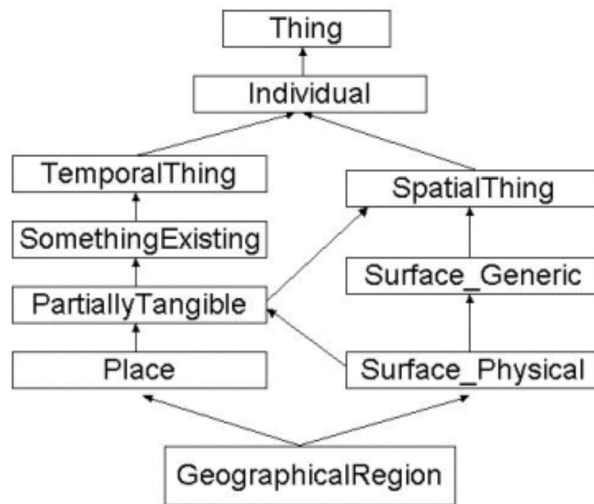 Thing
Individual
TemporalThing
SpatialThing
SomethingExisting
Surface_Generic
PartiallyTangible
Place
Surface_Physical
GeographicalRegion